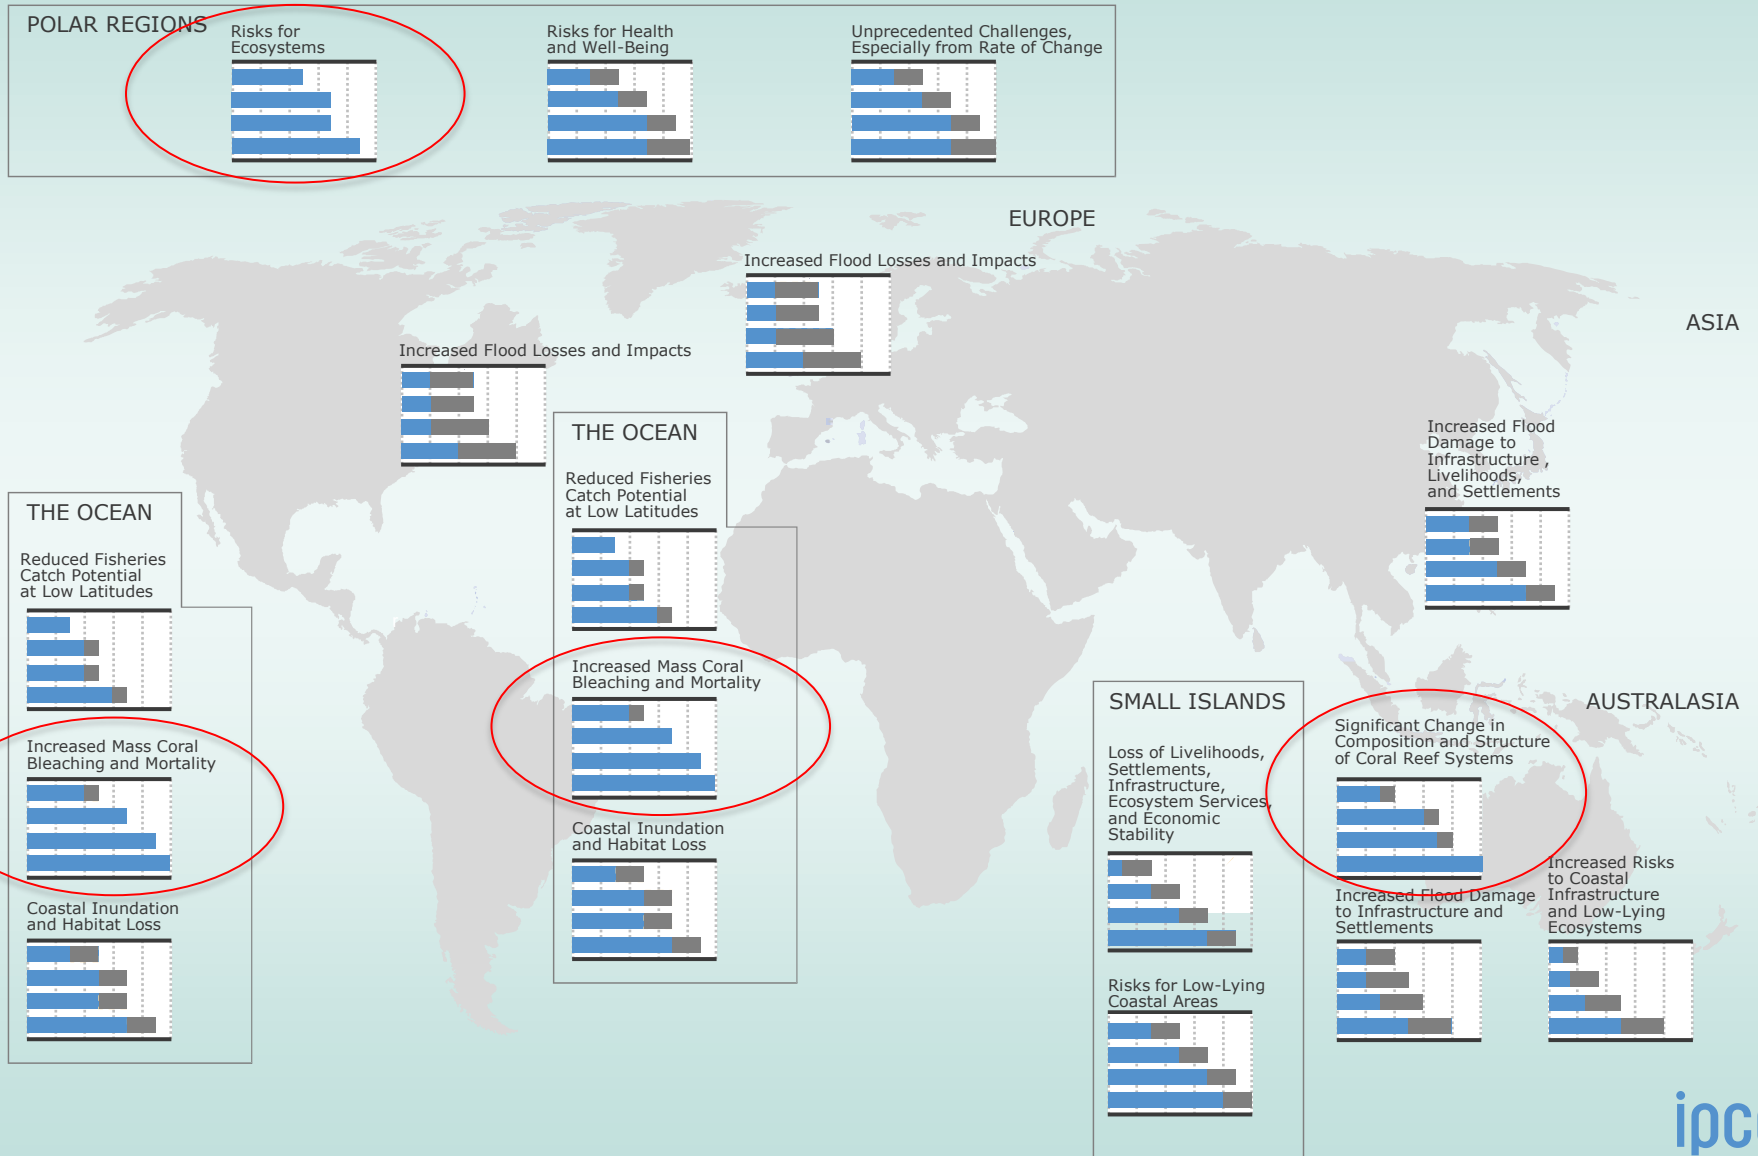 POLAR REGIONS
Risks for
Ecosystems
Risks for Health
and Well-Being
Unprecedented Challenges,
Especially from Rate of Change
EUROPE
Increased Flood Losses and Impacts
ASIA
Increased Flood Losses and Impacts
THE OCEAN
Reduced Fisheries
Catch Potential
at Low Latitudes
Increased Mass Coral
Bleaching and Mortality
Coastal Inundation
and Habitat Loss
Increased Flood
Damage to
Infrastructure ,
Livelihoods,
and Settlements
THE OCEAN
Reduced Fisheries
Catch Potential
at Low Latitudes
Increased Mass Coral
Bleaching and Mortality
Coastal Inundation
and Habitat Loss
SMALL ISLANDS
Loss of Livelihoods,
Settlements,
Infrastructure,
Ecosystem Services,
and Economic
Stability
Risks for Low-Lying
Coastal Areas
AUSTRALASIA
Significant Change in
Composition and Structure
of Coral Reef Systems
Increased Flood Damage
to Infrastructure and
Settlements
Increased Risks
to Coastal
Infrastructure
and Low-Lying
Ecosystems
ipcc